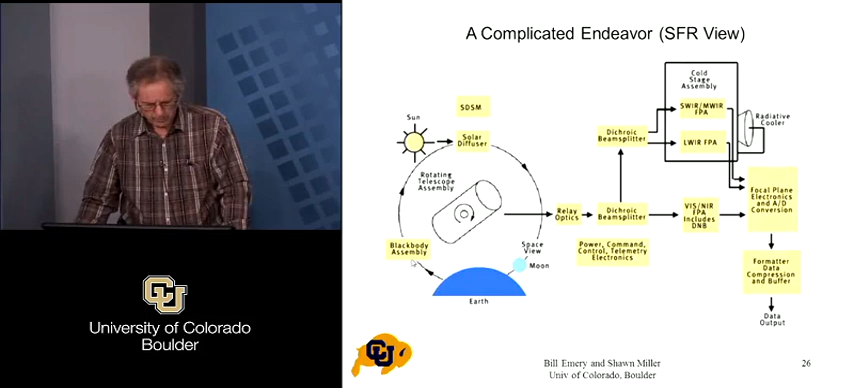 A Complicated Endeavor (SFR View)
Cold
Stage
Assembly
SDSM
SWIR/MWIR
FPA
Sun
Radiative
Cooler
Solar
Diffuser
Dichroic
Beamsplitter
LWIR FPA
Rotating
Telescope
Assembly
Focal Plane
Electronics
and A/D
Conversion
Relay
Optics
Dichroic
Beamsplitter
VIS/NIR
FPA
Includes
DNB
Blackbody
Assembly
Space
View
Moon
Power, Command,
Control, Telemetry
Electronics
Formatter
Data
Compression
and Buffer
Earth
Data
Output
CU
University of Colorado
Boulder
CU
Bill Emery and Shawn Miller
Univ of Colorado, Boulder
26